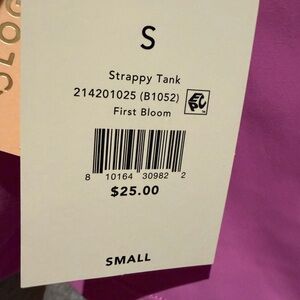 S
Strappy Tank
214201025 (B1052)
First Bloom
8 10164 30982 2
$25.00
SMALL